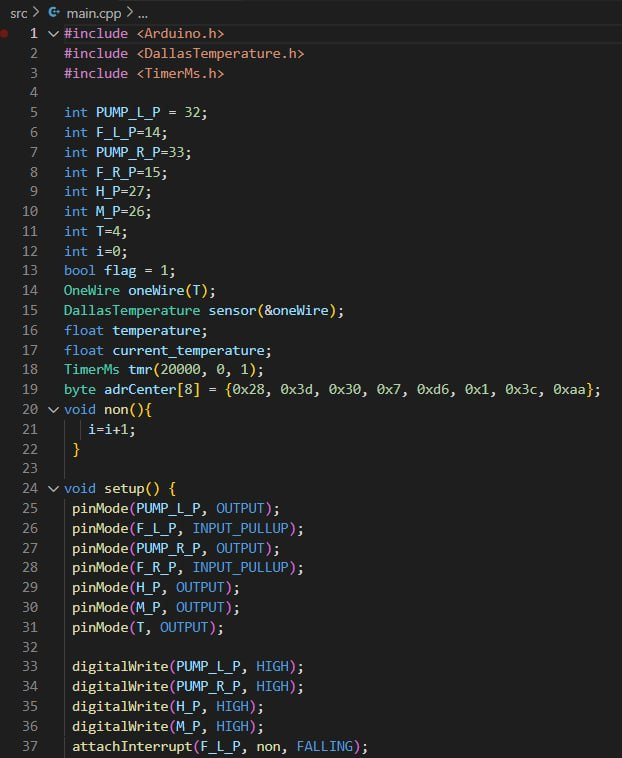 src > main.cpp > ...
1 #include <Arduino.h>
2 #include <DallasTemperature.h>
3 #include <TimerMs.h>
4
5 int PUMP_L_P = 32;
6 int F_L_P=14;
7 int PUMP_R_P=33;
8 int F_R_P=15;
9 int H_P=27;
10 int M_P=26;
11 int T=4;
12 int i=0;
13 bool flag = 1;
14 OneWire oneWire(T);
15 DallasTemperature sensor(&oneWire);
16 float temperature;
17 float current_temperature;
18 TimerMs tmr(20000, 0, 1);
19 byte adrCenter[8] = {0x28, 0x3d, 0x30, 0x7, 0xd6, 0x1, 0x3c, 0xaa};
20 void non(){
21 i=i+1;
22 }
23
24 void setup() {
25 pinMode(PUMP_L_P, OUTPUT);
26 pinMode(F_L_P, INPUT_PULLUP);
27 pinMode(PUMP_R_P, OUTPUT);
28 pinMode(F_R_P, INPUT_PULLUP);
29 pinMode(H_P, OUTPUT);
30 pinMode(M_P, OUTPUT);
31 pinMode(T, OUTPUT);
32
33 digitalWrite(PUMP_L_P, HIGH);
34 digitalWrite(PUMP_R_P, HIGH);
35 digitalWrite(H_P, HIGH);
36 digitalWrite(M_P, HIGH);
37 attachInterrupt(F_L_P, non, FALLING);